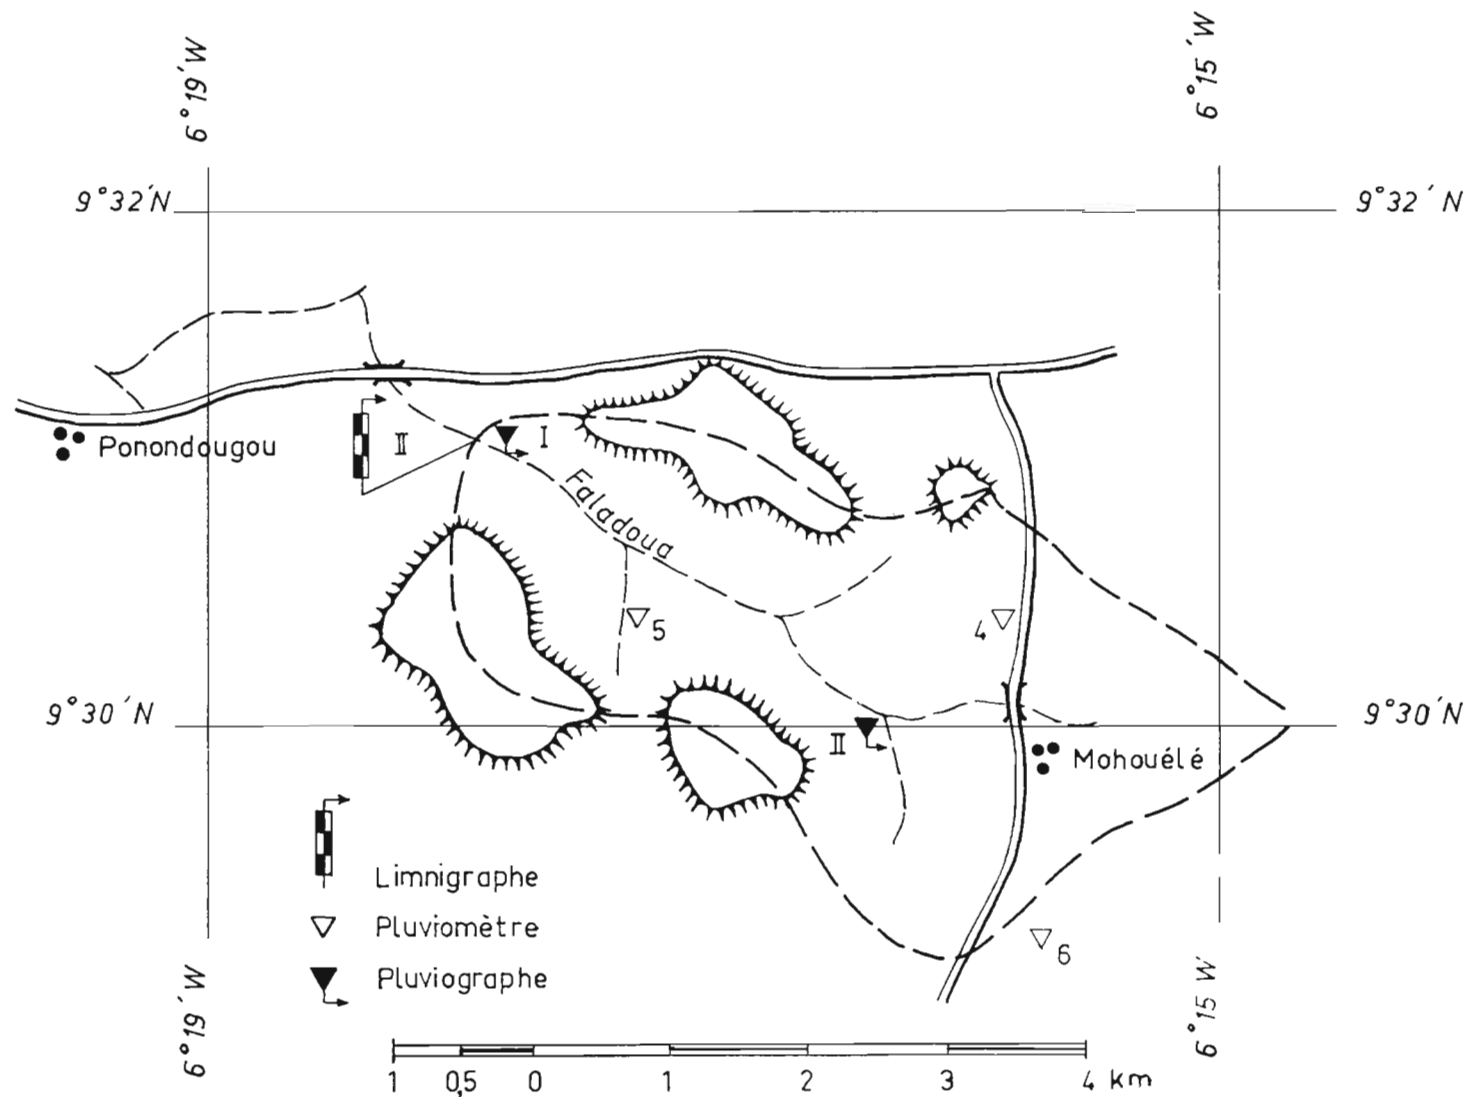 6°19'W
6°15'W
9°32'N
9°32'N
Ponondougou
II
I
Faladoua
5
4
9°30'N
9°30'N
II
Mohouélé
Limnigraphe
Pluviomètre
6
Pluviographe
6°19'W
6°15W
1 0,5 0 1 2 3 4 km